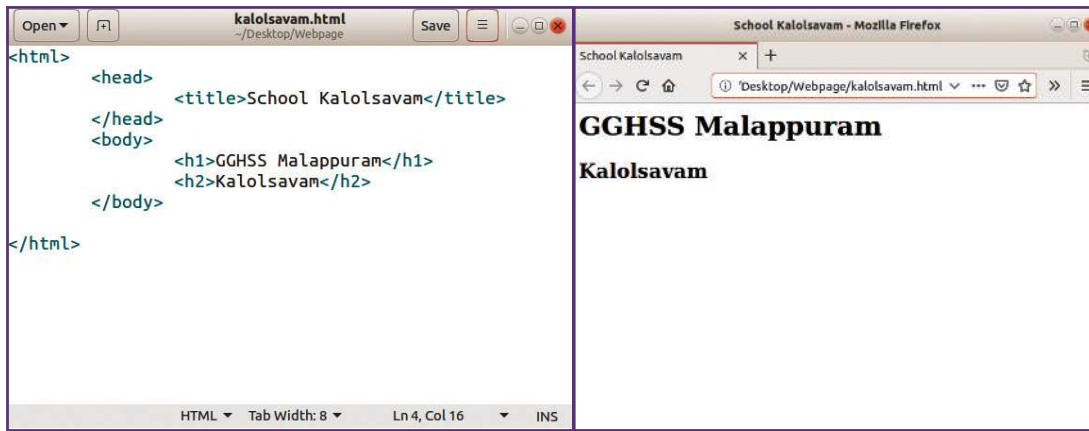 Open
kalolsavam.html
~/Desktop/Webpage
Save
<html>
<head>
<title>School Kalolsavam</title>
</head>
<body>
<h1>GGHSS Malappuram</h1>
<h2>Kalolsavam</h2>
</body>
</html>
HTML Tab Width: 8 Ln 4, Col 16 INS
School Kalolsavam - Mozilla Firefox
School Kalolsavam
'Desktop/Webpage/kalolsavam.html
GGHSS Malappuram
Kalolsavam